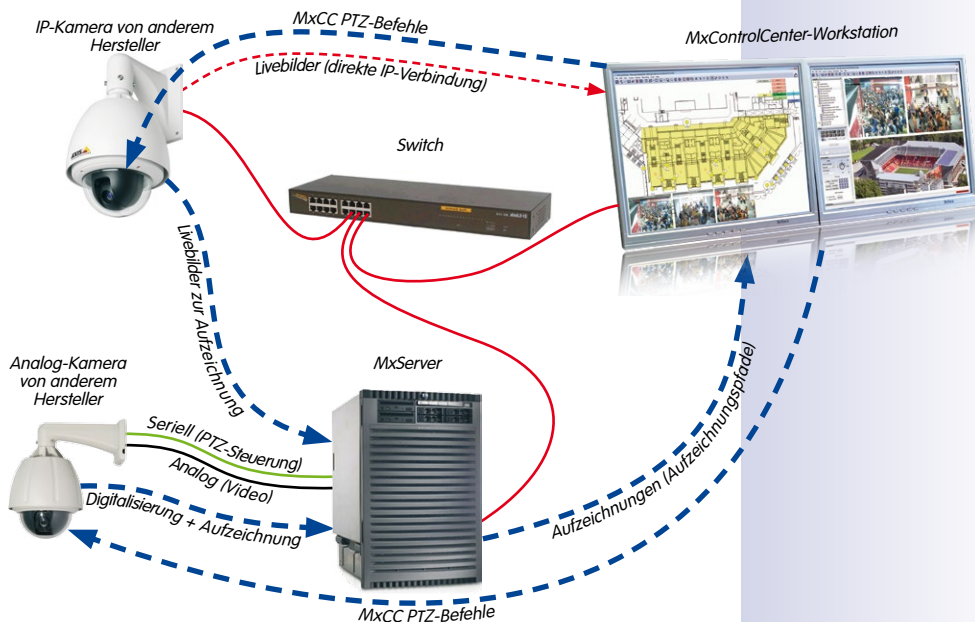 MxCC PTZ-Befehle
IP-Kamera von anderem
Hersteller
MxControlCenter-Workstation
Livebilder (direkte IP-Verbindung)
Switch
AXIS
Livebilder zur Aufzeichnung
MxServer
Analog-Kamera
von anderem
Hersteller
Seriell (PTZ-Steuerung)
Analog (Video)
Digitalisierung + Aufzeichnung
Aufzeichnungen (Aufzeichnungspfade)
MxCC PTZ-Befehle